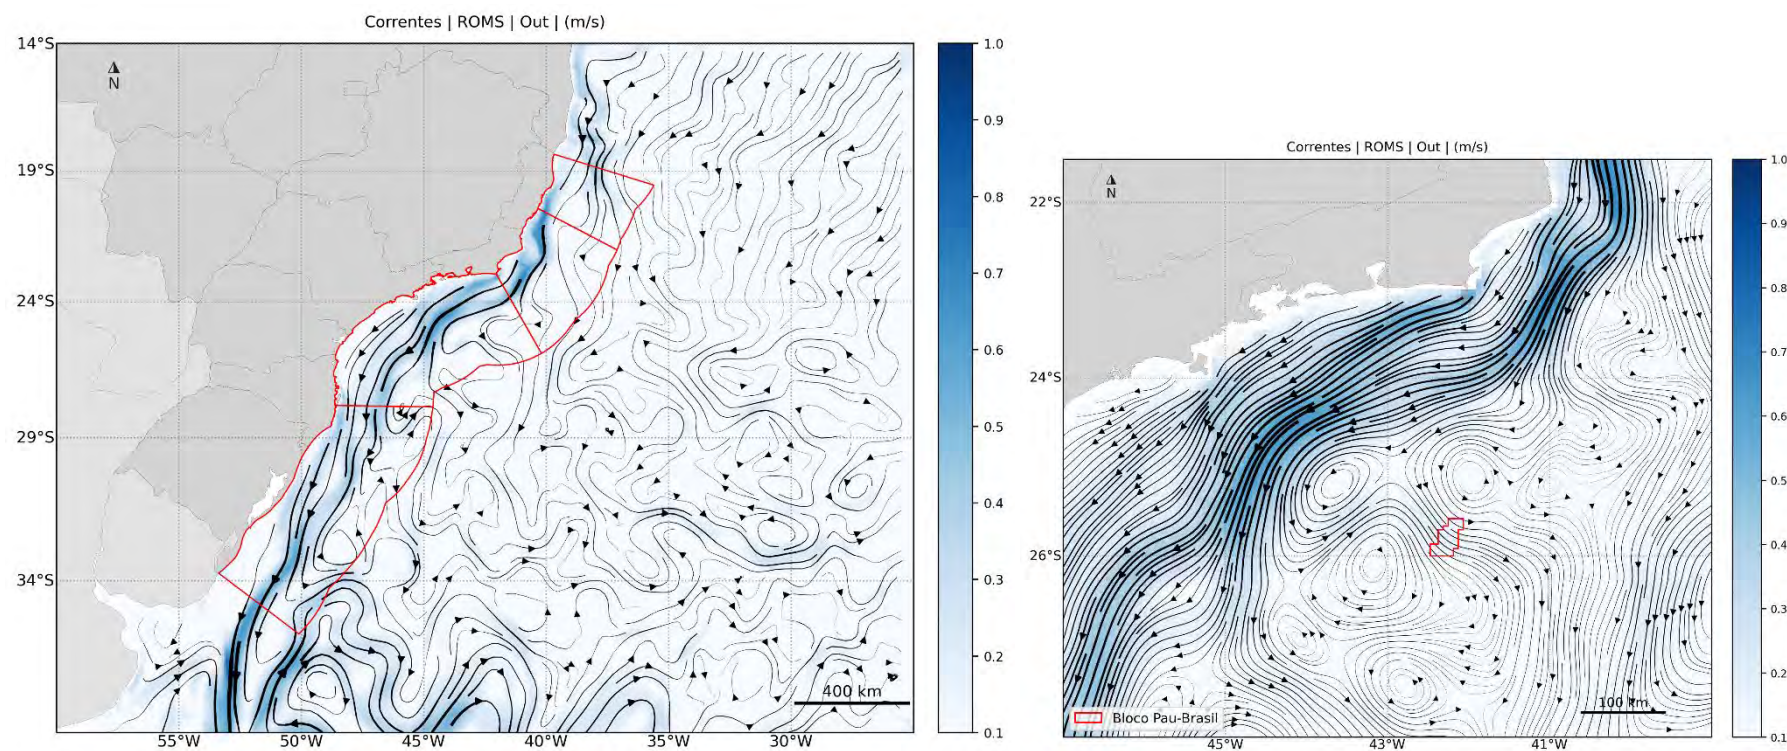 Correntes | ROMS | Out | (m/s)
14°S
19°S
24°S
29°S
34°S
N
55°W
50°W
45°W
40°W
35°W
30°W
400 km
1.0
0.9
0.8
0.7
0.6
0.5
0.4
0.3
0.2
0.1
Correntes | ROMS | Out | (m/s)
22°S
24°S
26°S
N
45°W
43°W
41°W
100 km
Bloco Pau-Brasil
1.0
0.9
0.8
0.7
0.6
0.5
0.4
0.3
0.2
0.1